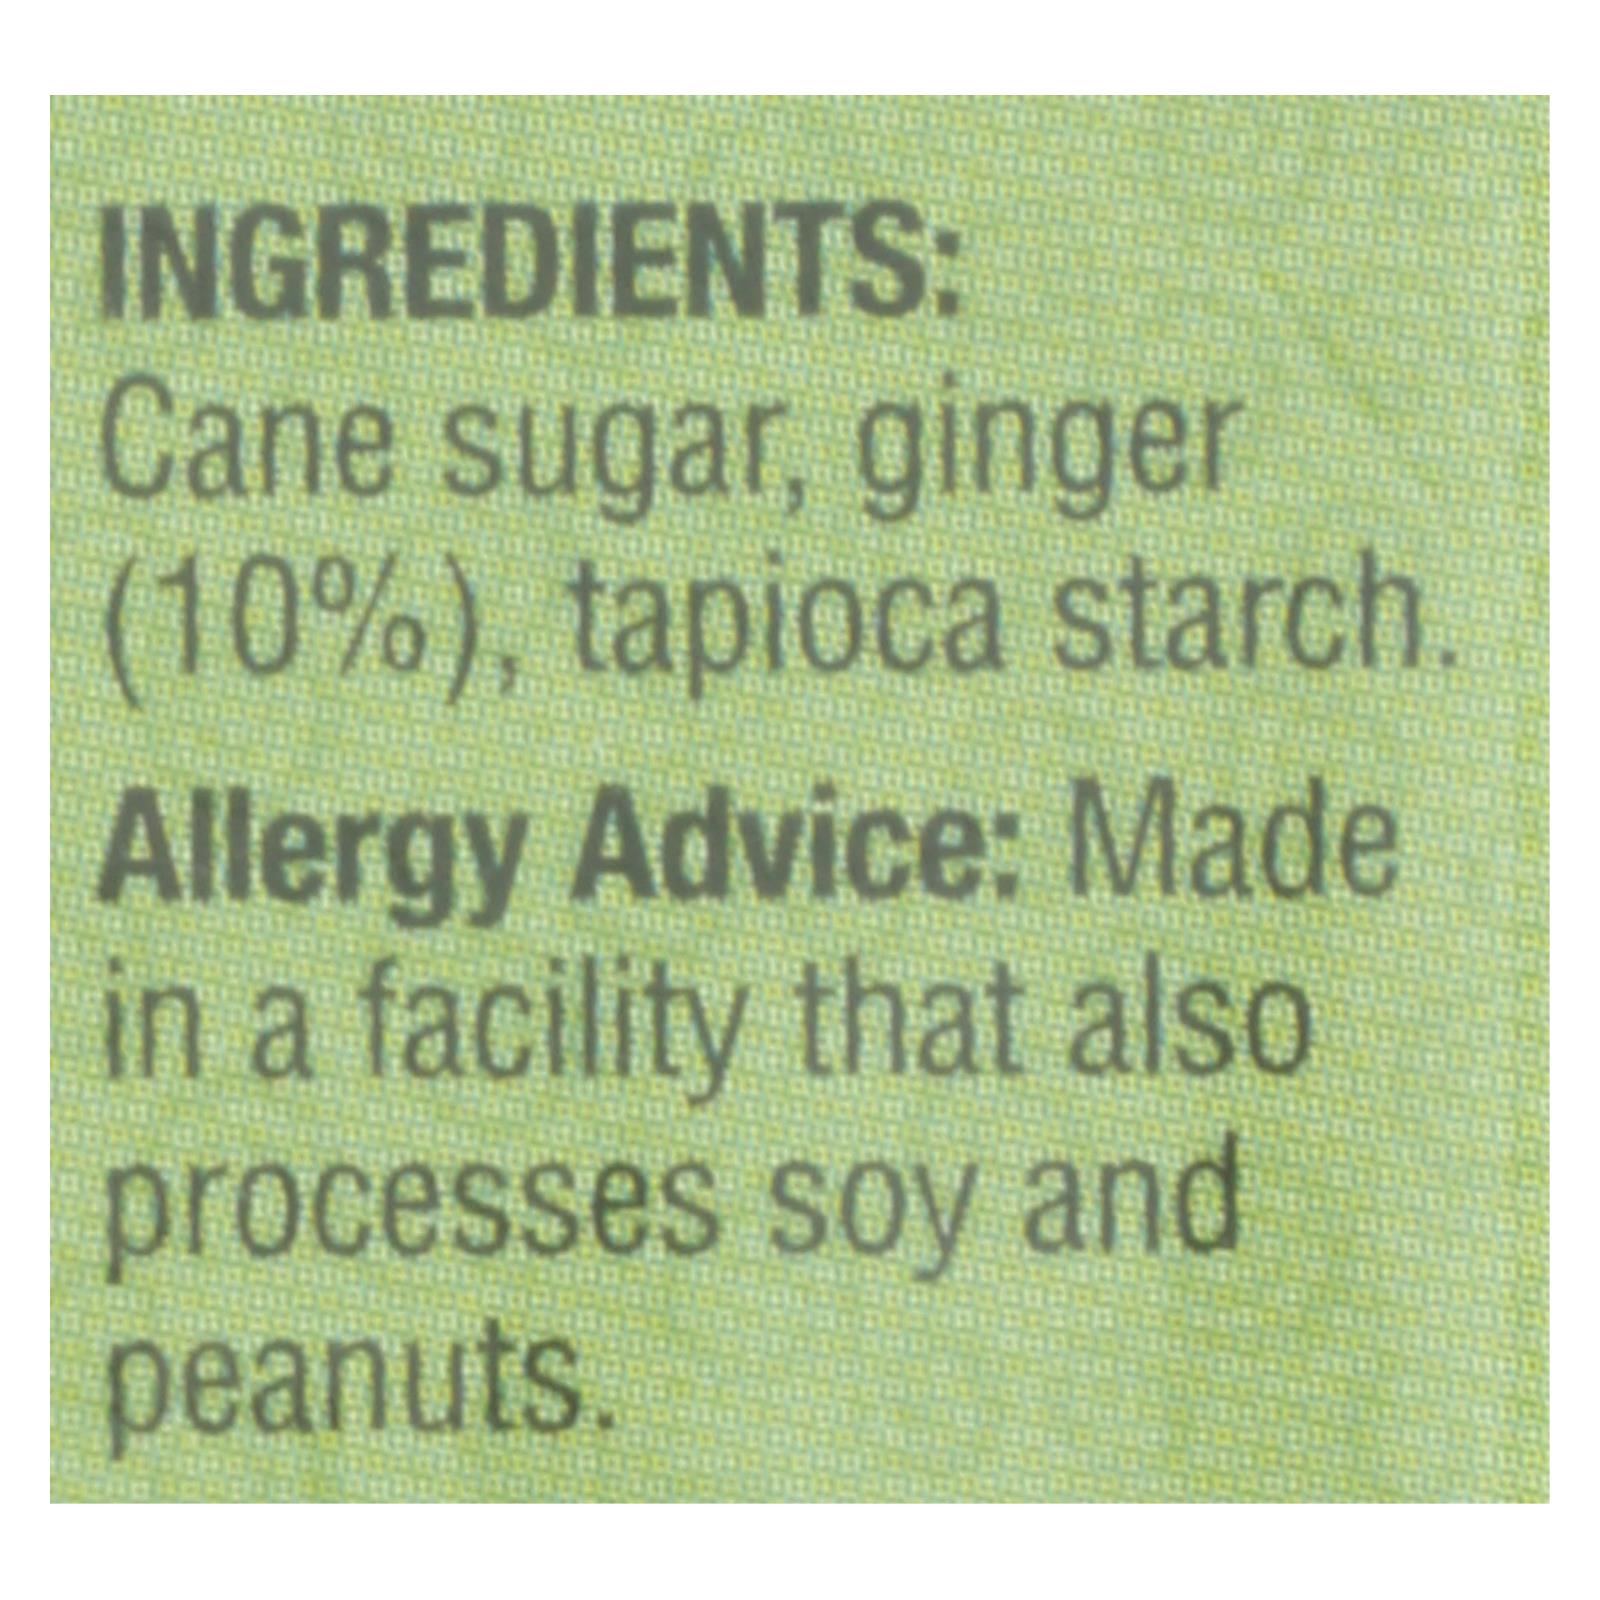 INGREDIENTS:
Cane sugar, ginger
(10%), tapioca starch.
Allergy Advice: Made
in a facility that also
processes soy and
peanuts.